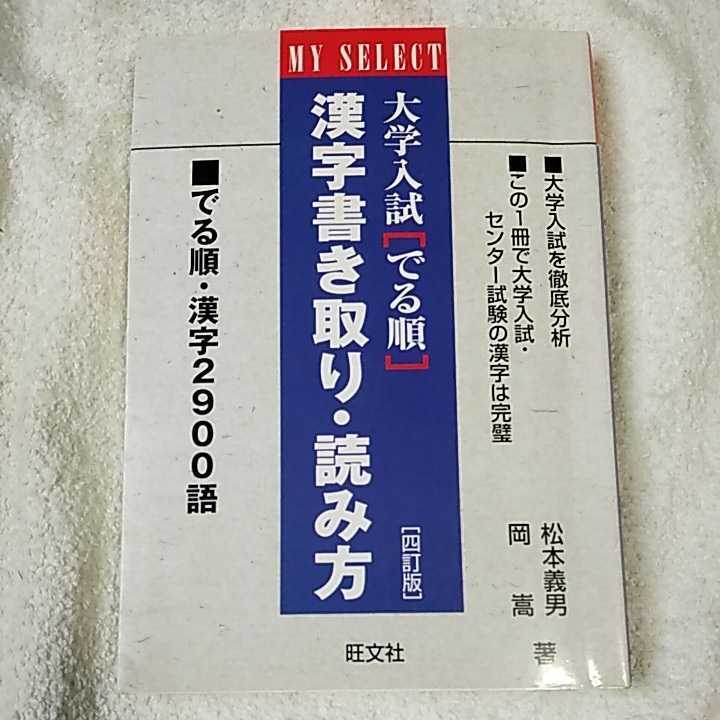 MY SELECT
■大学入試を徹底分析
■この1冊で大学入試・
センター試験の漢字は完璧
大学入試[でる順]
漢字書き取り・読み方
[四訂版]
■でる順・漢字2900語
松本義男
岡嵩 著
旺文社